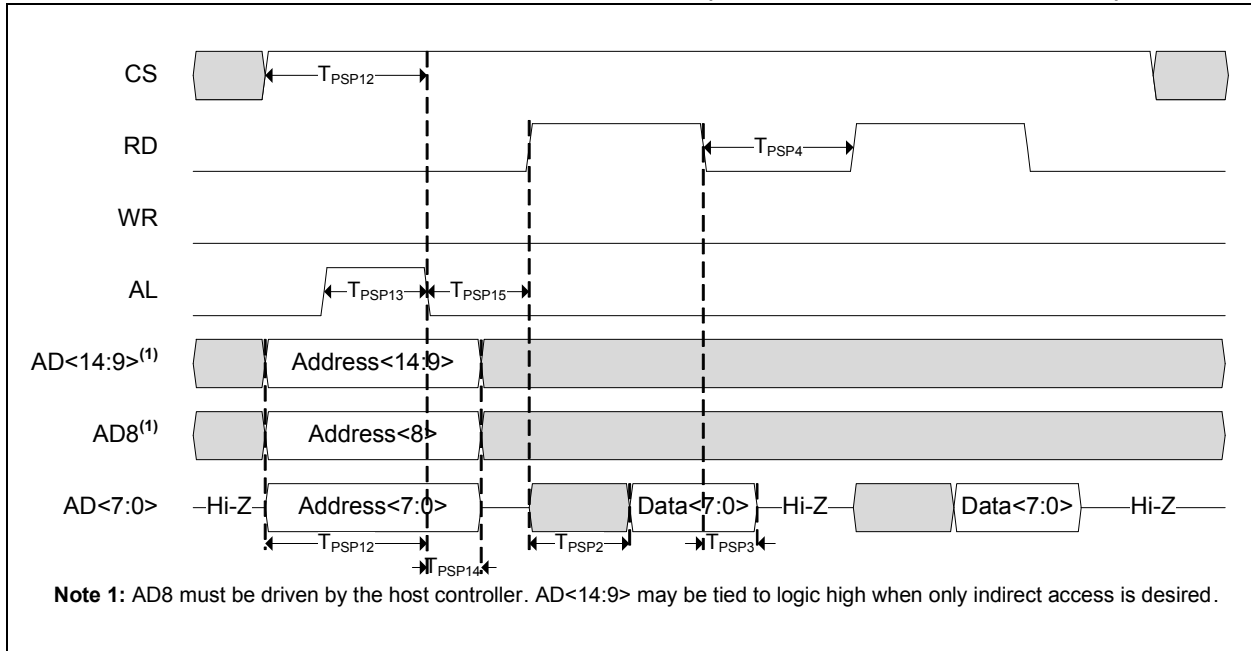 CS
T_PSP12
RD
T_PSP4
WR
AL
T_PSP13 T_PSP15
AD<14:9>(1) Address<14:9>
AD8(1) Address<8>
AD<7:0> Hi-Z Address<7:0> Data<7:0> Hi-Z Data<7:0> Hi-Z
T_PSP12 T_PSP2 T_PSP3
T_PSP14
Note 1: AD8 must be driven by the host controller. AD<14:9> may be tied to logic high when only indirect access is desired.